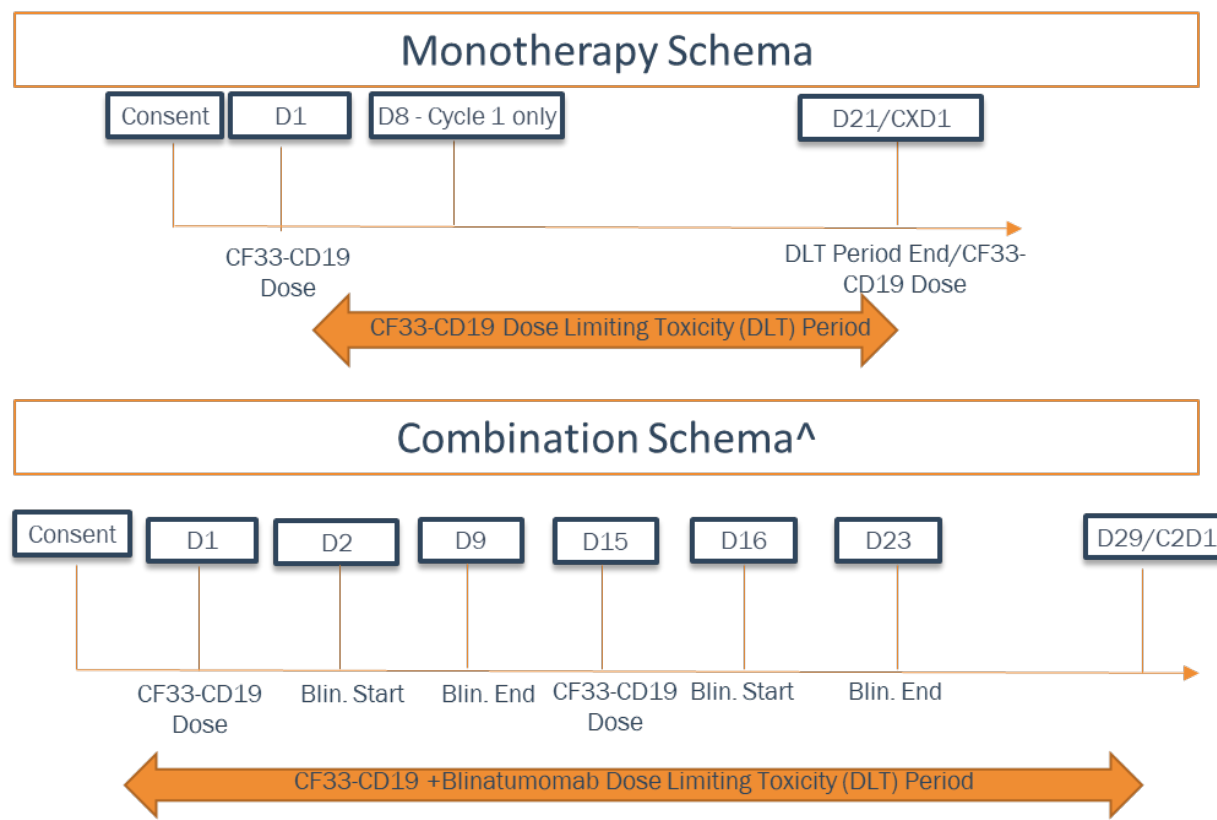 Monotherapy Schema
Consent
D1
D8 - Cycle 1 only
D21/CXD1
CF33-CD19
Dose
DLT Period End/CF33-
CD19 Dose
CF33-CD19 Dose Limiting Toxicity (DLT) Period
Combination Schema^
Consent
D1
D2
D9
D15
D16
D23
D29/C2D1
CF33-CD19
Dose
Blin. Start
Blin. End
CF33-CD19
Dose
Blin. Start
Blin. End
CF33-CD19 +Blinatumomab Dose Limiting Toxicity (DLT) Period